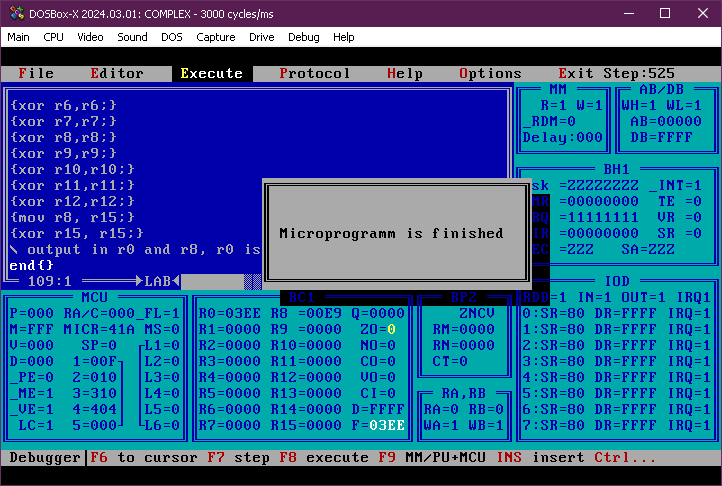 DOSBox-X 2024.03.01: COMPLEX - 3000 cycles/ms
Main CPU Video Sound DOS Capture Drive Debug Help
File Editor Execute Protocol Help Options Exit Step:525
{xor r6,r6;}
{xor r7,r7;}
{xor r8,r8;}
{xor r9,r9;}
{xor r10,r10;}
{xor r11,r11;}
{xor r12,r12;}
{mov r8, r15;}
{xor r15, r15;}
\ output in r0 and r8, r0 is
end{}
109:1 LAB
Microprogramm is finished
MM
R=1 W=1
_RDM=0
Delay:000
AB/DB
WH=1 WL=1
AB=00000
DB=FFFF
BH1
sk =ZZZZZZZZ _INT=1
=00000000 TE =0
=11111111 VR =0
=00000000 SR =0
=ZZZ SA=ZZZ
MCU
P=000 RA/C=000_FL=1
M=FFF MICR=41A MS=0
V=000 SP=0 L1=0
D=000 1=00F L2=0
_PE=0 2=010 L3=0
_ME=1 3=310 L4=0
_VE=1 4=404 L5=0
LC=1 5=000 L6=0
BC1
R0=03EE R8 =00E9 Q=0000
R1=0000 R9 =0000 ZO=0
R2=0000 R10=0000 NO=0
R3=0000 R11=0000 CO=0
R4=0000 R12=0000 VO=0
R5=0000 R13=0000 CI=0
R6=0000 R14=0000 D=FFFF
R7=0000 R15=0000 F=03EE
BP2
ZNCV
RM=0000
RN=0000
CT=0
RA,RB
RA=0 RB=0
WA=1 WB=1
IOD
RDD=1 IN=1 OUT=1 IRQ1
0:SR=80 DR=FFFF IRQ=1
1:SR=80 DR=FFFF IRQ=1
2:SR=80 DR=FFFF IRQ=1
3:SR=80 DR=FFFF IRQ=1
4:SR=80 DR=FFFF IRQ=1
5:SR=80 DR=FFFF IRQ=1
6:SR=80 DR=FFFF IRQ=1
7:SR=80 DR=FFFF IRQ=1
Debugger F6 to cursor F7 step F8 execute F9 MM/PU+MCU INS insert Ctrl...